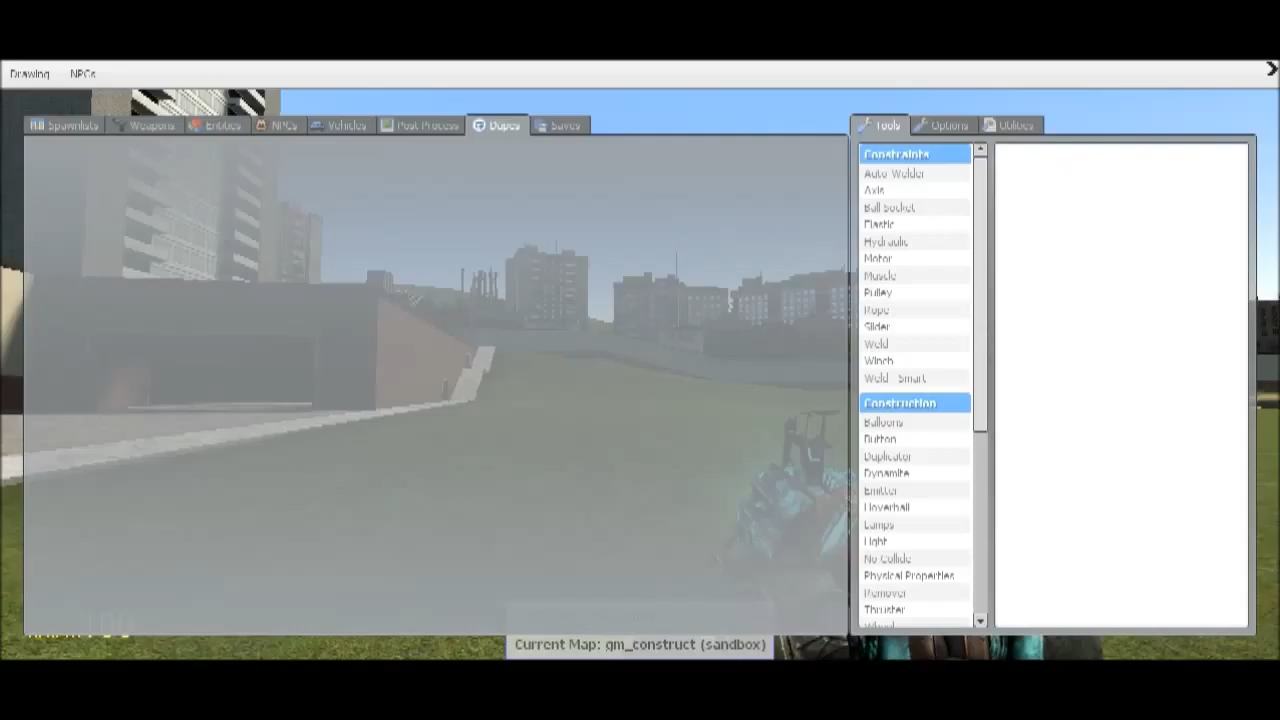 Drawing NPCs
Spawnlists Weapons Entities NPCs Vehicles Post Process Dupes Saves
Tools Options Utilities
Constraints
Auto-Welder
Axis
Ball Socket
Elastic
Hydraulic
Motor
Muscle
Pulley
Rope
Slider
Weld
Winch
Weld - Smart
Construction
Balloons
Button
Duplicator
Dynamite
Emitter
Hoverball
Lamps
Light
No Collide
Physical Properties
Remover
Thruster
Wheel
Current Map: gm_construct (sandbox)